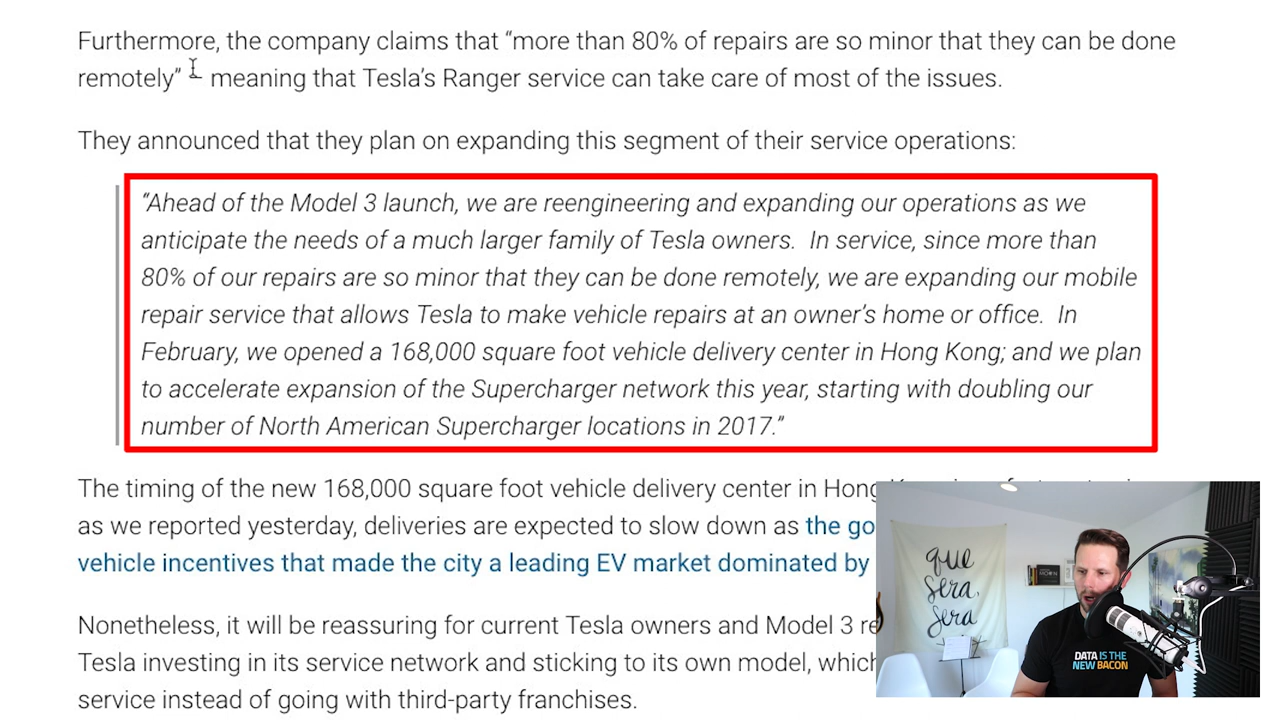 Furthermore, the company claims that “more than 80% of repairs are so minor that they can be done
remotely” meaning that Tesla’s Ranger service can take care of most of the issues.
They announced that they plan on expanding this segment of their service operations:
“Ahead of the Model 3 launch, we are reengineering and expanding our operations as we
anticipate the needs of a much larger family of Tesla owners. In service, since more than
80% of our repairs are so minor that they can be done remotely, we are expanding our mobile
repair service that allows Tesla to make vehicle repairs at an owner’s home or office. In
February, we opened a 168,000 square foot vehicle delivery center in Hong Kong; and we plan
to accelerate expansion of the Supercharger network this year, starting with doubling our
number of North American Supercharger locations in 2017.”
The timing of the new 168,000 square foot vehicle delivery center in Hong
as we reported yesterday, deliveries are expected to slow down as the go
vehicle incentives that made the city a leading EV market dominated by
Nonetheless, it will be reassuring for current Tesla owners and Model 3 re
Tesla investing in its service network and sticking to its own model, which
service instead of going with third-party franchises.
que
sera,
sera
DATA IS THE
NEW BACON